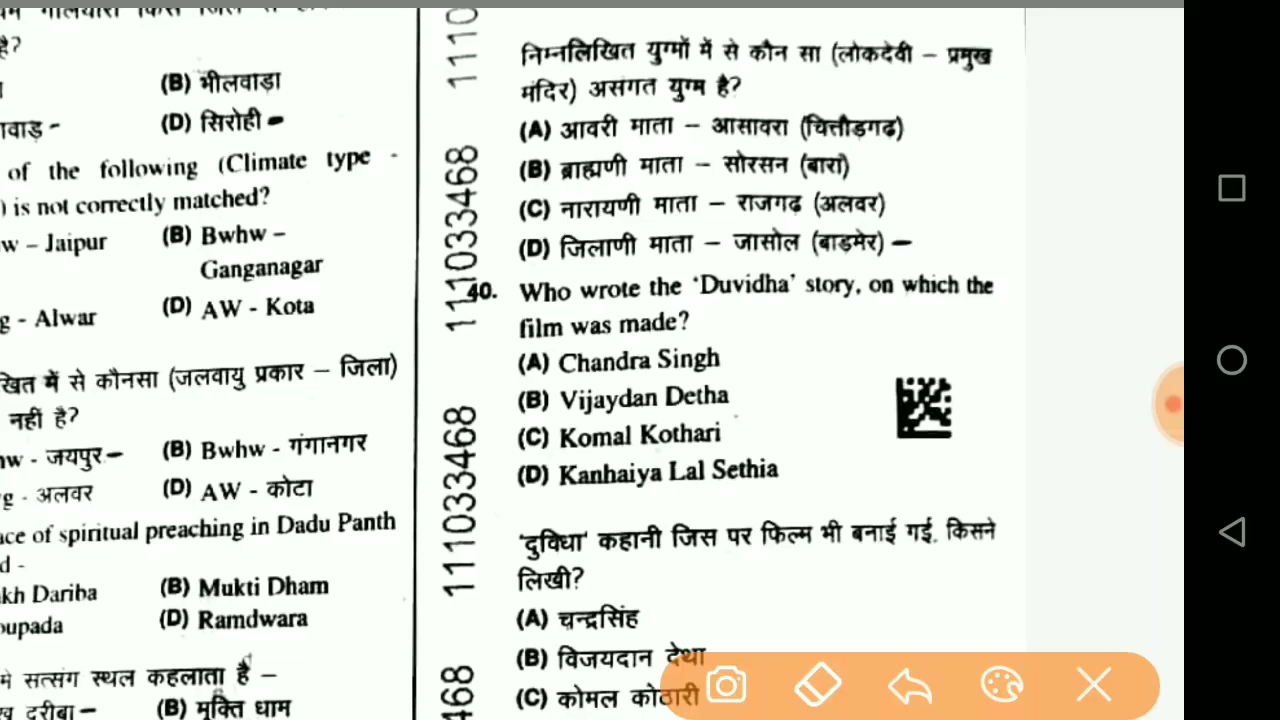 है?
(B) भीलवाड़ा
(D) सिरोही
of the following (Climate type -
) is not correctly matched?
w – Jaipur
(B) Bwhw –
Ganganagar
g - Alwar
(D) AW - Kota
से कौनसा (जलवायु प्रकार – जिला)
नहीं है?
w - जयपुर
(B) Bwhw - गंगानगर
g - अलवर
(D) AW - कोटा
ace of spiritual preaching in Dadu Panth
d -
kh Dariba
(B) Mukti Dham
oupada
(D) Ramdwara
सत्संग स्थल कहलाता है –
दरीबा
(B) मुक्ति धाम
1110
111033468
111033468
468
निम्नलिखित युग्मों में से कौन सा (लोकदेवी – प्रमुख
मंदिर) असंगत युग्म है?
(A) आवरी माता – आसावरा (चित्तौड़गढ़)
(B) ब्राह्मणी माता – सोरसन (बारां)
(C) नारायणी माता – राजगढ़ (अलवर)
(D) जिलाणी माता – जासोल (बाड़मेर)
40. Who wrote the ‘Duvidha’ story, on which the
film was made?
(A) Chandra Singh
(B) Vijaydan Detha
(C) Komal Kothari
(D) Kanhaiya Lal Sethia
‘दुविधा’ कहानी जिस पर फिल्म भी बनाई गई, किसने
लिखी?
(A) चन्द्रसिंह
(B) विजयदान देथा
(C) कोमल कोठारी